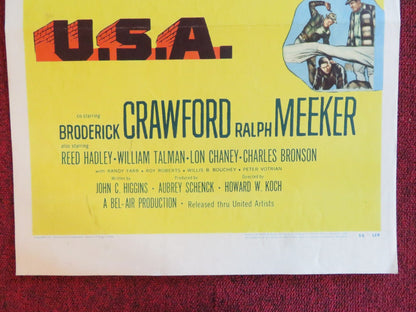 U.S.A.
co starring
BRODERICK CRAWFORD RALPH MEEKER
also starring
REED HADLEY · WILLIAM TALMAN · LON CHANEY · CHARLES BRONSON
with RANDY FARR · ROY ROBERTS · WILLIS B. BOUCHEY · PETER VOTRIAN
Written by Produced by Directed by
JOHN C. HIGGINS · AUBREY SCHENCK · HOWARD W. KOCH
A BEL-AIR PRODUCTION · Released thru United Artists